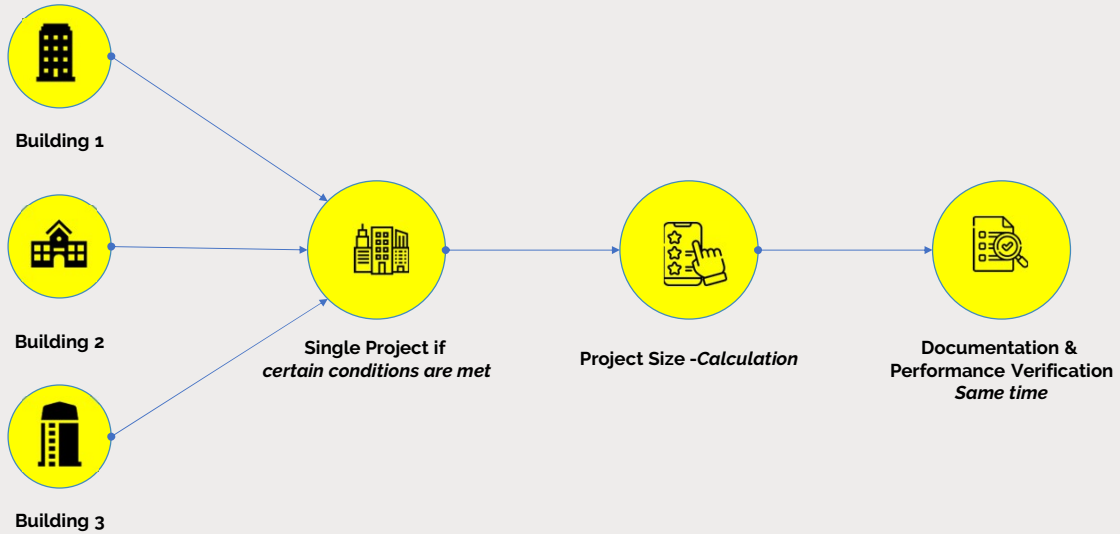 Building 1
Building 2
Building 3
Single Project if
certain conditions are met
Project Size -Calculation
Documentation &
Performance Verification
Same time